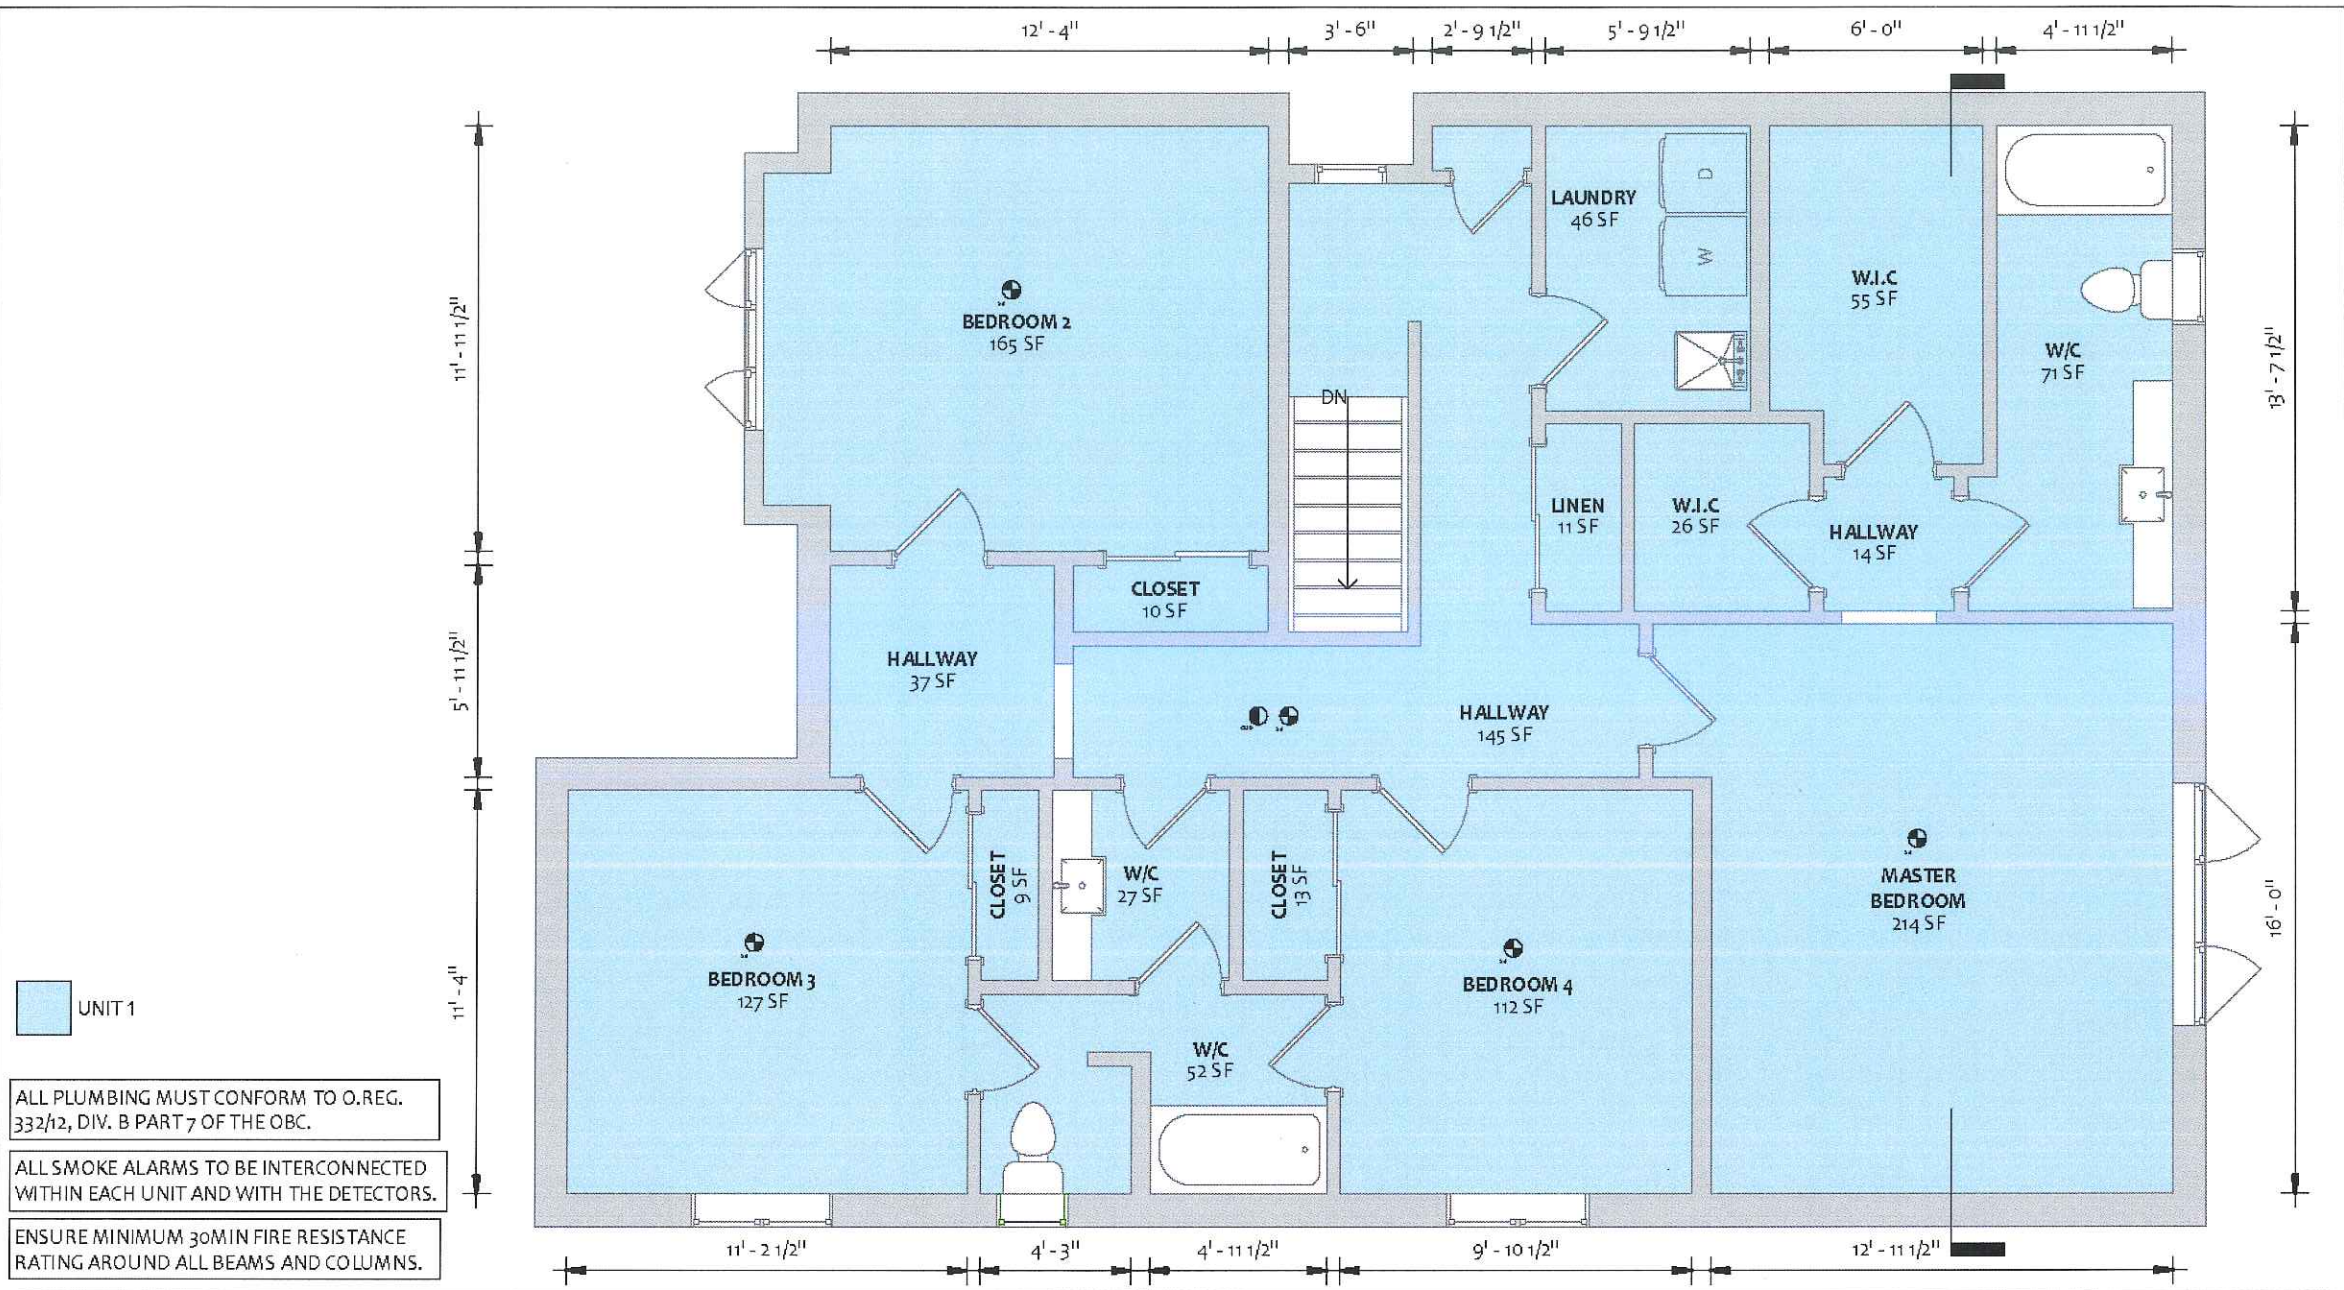 12' - 4"
3' - 6"
2' - 9 1/2"
5' - 9 1/2"
6' - 0"
4' - 11 1/2"
11' - 11 1/2"
5' - 11 1/2"
11' - 4"
13' - 7 1/2"
16' - 0"
BEDROOM 2
165 SF
LAUNDRY
46 SF
D
W
W.I.C
55 SF
W/C
71 SF
DN
LINEN
11 SF
W.I.C
26 SF
HALLWAY
14 SF
CLOSET
10 SF
HALLWAY
37 SF
HALLWAY
145 SF
CLOSET
9 SF
W/C
27 SF
CLOSET
13 SF
MASTER
BEDROOM
214 SF
BEDROOM 3
127 SF
BEDROOM 4
112 SF
W/C
52 SF
UNIT 1
ALL PLUMBING MUST CONFORM TO O.REG.
332/12, DIV. B PART 7 OF THE OBC.
ALL SMOKE ALARMS TO BE INTERCONNECTED
WITHIN EACH UNIT AND WITH THE DETECTORS.
ENSURE MINIMUM 30MIN FIRE RESISTANCE
RATING AROUND ALL BEAMS AND COLUMNS.
11' - 2 1/2"
4' - 3"
4' - 11 1/2"
9' - 10 1/2"
12' - 11 1/2"